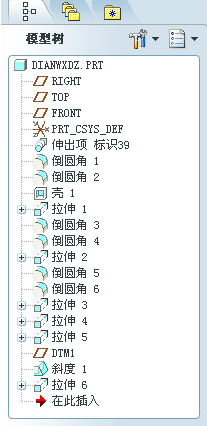 模型树
DIANWXDZ.PRT
RIGHT
TOP
FRONT
PRT_CSYS_DEF
伸出项 标识39
倒圆角 1
倒圆角 2
壳 1
拉伸 1
倒圆角 3
倒圆角 4
拉伸 2
倒圆角 5
倒圆角 6
拉伸 3
拉伸 4
拉伸 5
DTM1
斜度 1
拉伸 6
在此插入